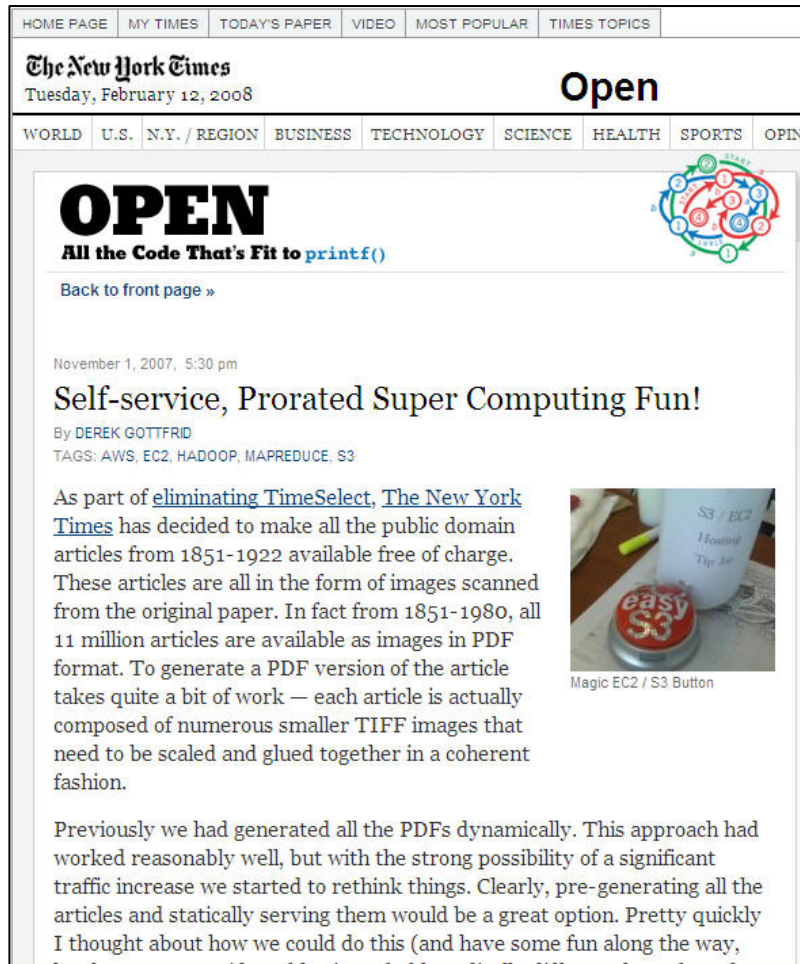 HOME PAGE MY TIMES TODAY'S PAPER VIDEO MOST POPULAR TIMES TOPICS
The New York Times
Tuesday, February 12, 2008
Open
WORLD U.S. N.Y. / REGION BUSINESS TECHNOLOGY SCIENCE HEALTH SPORTS OPIN
OPEN
All the Code That's Fit to printf()
Back to front page »
November 1, 2007, 5:30 pm
Self-service, Prorated Super Computing Fun!
By DEREK GOTTFRID
TAGS: AWS, EC2, HADOOP, MAPREDUCE, S3
As part of eliminating TimeSelect, The New York
Times has decided to make all the public domain
articles from 1851-1922 available free of charge.
These articles are all in the form of images scanned
from the original paper. In fact from 1851-1980, all
11 million articles are available as images in PDF
format. To generate a PDF version of the article
takes quite a bit of work — each article is actually
composed of numerous smaller TIFF images that
need to be scaled and glued together in a coherent
fashion.
S3 / EC2
Hosting
Tip Jar
easy
S3
Magic EC2 / S3 Button
Previously we had generated all the PDFs dynamically. This approach had
worked reasonably well, but with the strong possibility of a significant
traffic increase we started to rethink things. Clearly, pre-generating all the
articles and statically serving them would be a great option. Pretty quickly
I thought about how we could do this (and have some fun along the way,